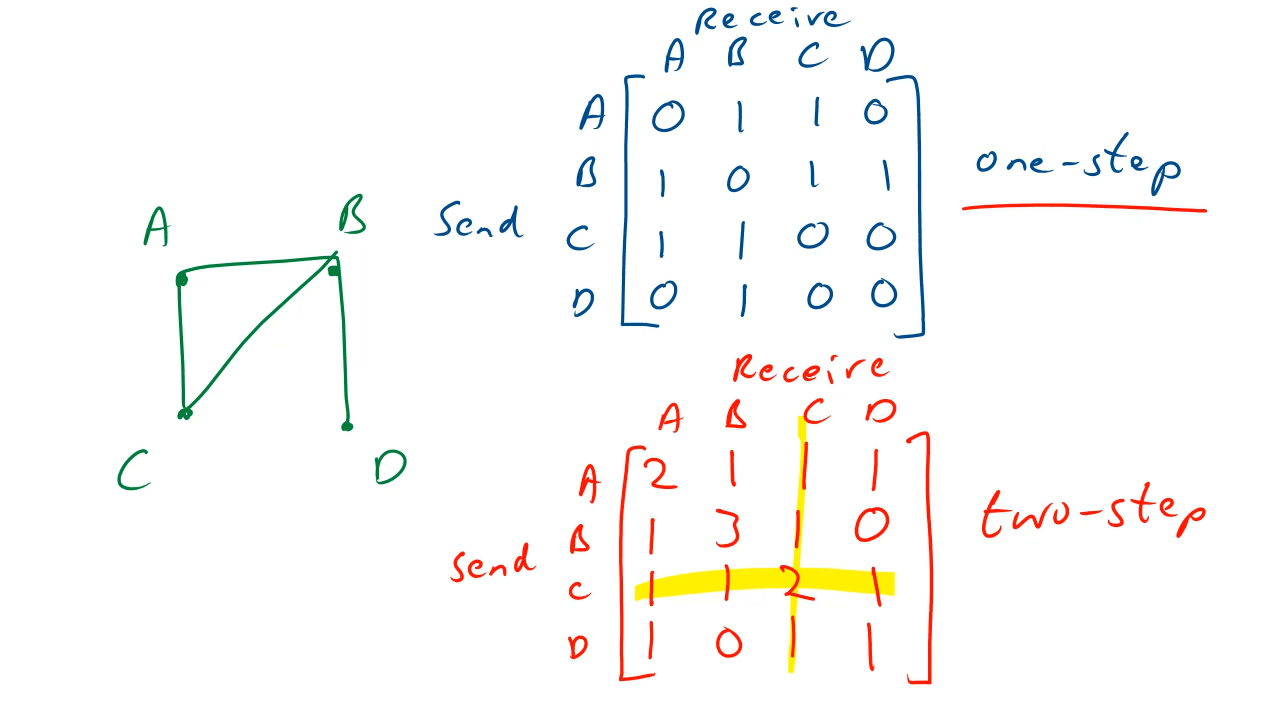 Receive
A B C D
A 0 1 1 0
B 1 0 1 1
Send
C 1 1 0 0
D 0 1 0 0
one-step
A B
C D
Receive
A B C D
A 2 1 1 1
B 1 3 1 0
Send
C 1 1 2 1
D 1 0 1 1
two-step